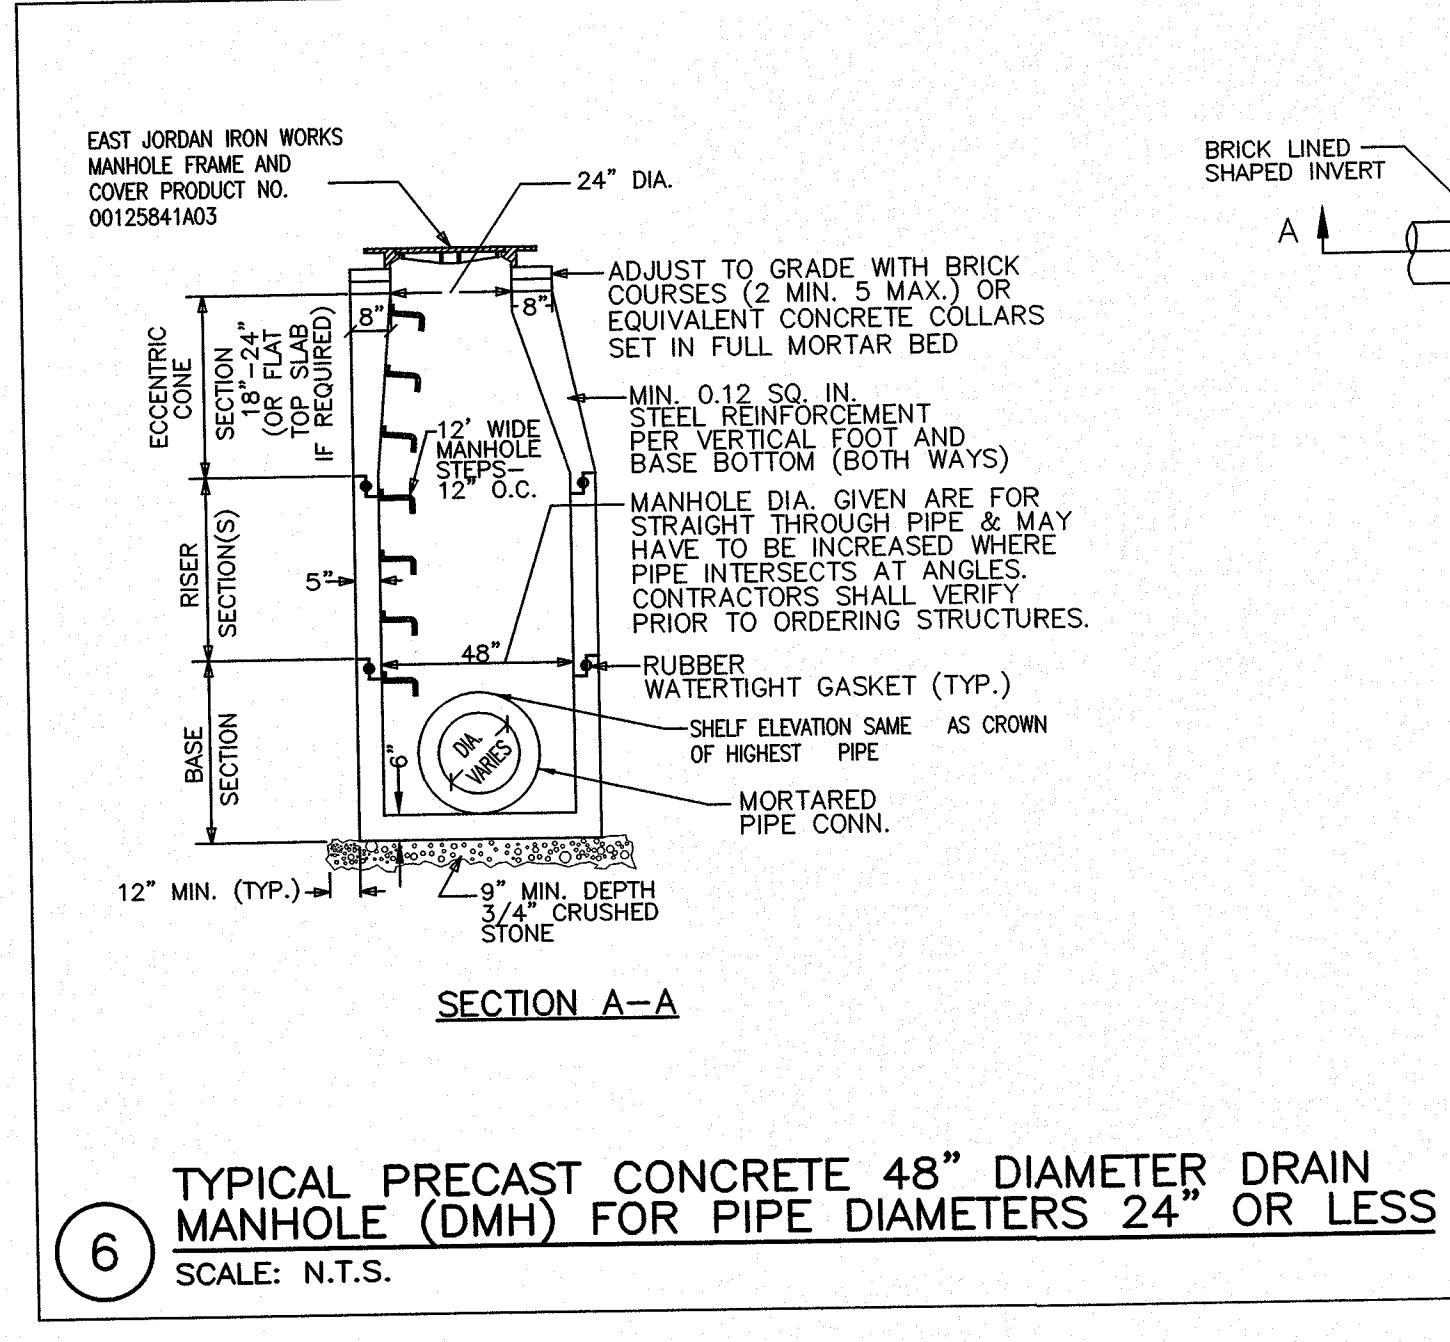 EAST JORDAN IRON WORKS
MANHOLE FRAME AND
COVER PRODUCT NO.
00125841A03
24" DIA.
BRICK LINED
SHAPED INVERT
A
ADJUST TO GRADE WITH BRICK
COURSES (2 MIN. 5 MAX.) OR
EQUIVALENT CONCRETE COLLARS
SET IN FULL MORTAR BED
8"
8"
ECCENTRIC
CONE
SECTION
18"-24"
(OR FLAT
TOP SLAB
IF REQUIRED)
MIN. 0.12 SQ. IN.
STEEL REINFORCEMENT
PER VERTICAL FOOT AND
BASE BOTTOM (BOTH WAYS)
12' WIDE
MANHOLE
STEPS-
12" O.C.
MANHOLE DIA. GIVEN ARE FOR
STRAIGHT THROUGH PIPE & MAY
HAVE TO BE INCREASED WHERE
PIPE INTERSECTS AT ANGLES.
CONTRACTORS SHALL VERIFY
PRIOR TO ORDERING STRUCTURES.
RISER
SECTION(S)
5"
48"
RUBBER
WATERTIGHT GASKET (TYP.)
SHELF ELEVATION SAME AS CROWN
OF HIGHEST PIPE
BASE
SECTION
6"
DIA.
VARIES
MORTARED
PIPE CONN.
12" MIN. (TYP.)
9" MIN. DEPTH
3/4" CRUSHED
STONE
SECTION A-A
6
TYPICAL PRECAST CONCRETE 48" DIAMETER DRAIN
MANHOLE (DMH) FOR PIPE DIAMETERS 24" OR LESS
SCALE: N.T.S.